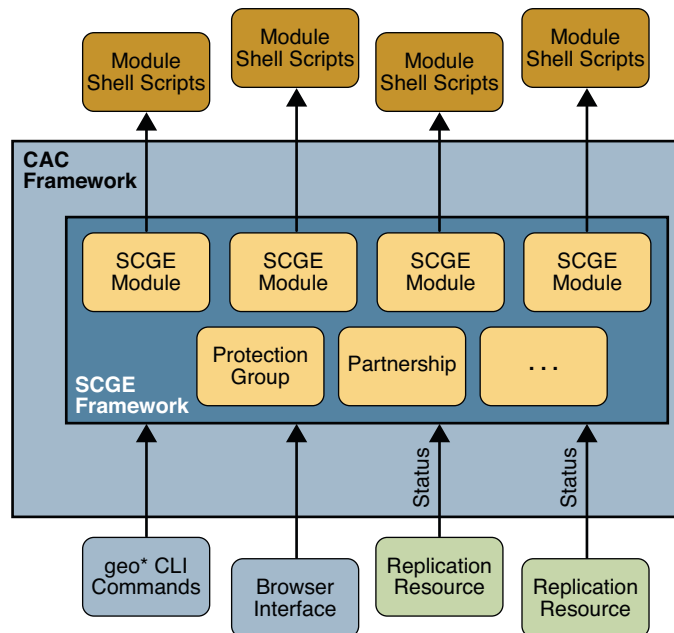 Module
Shell Scripts
Module
Shell Scripts
Module
Shell Scripts
Module
Shell Scripts
CAC
Framework
SCGE
Module
SCGE
Module
SCGE
Module
SCGE
Module
Protection
Group
Partnership
. . .
SCGE
Framework
Status
Status
geo* CLI
Commands
Browser
Interface
Replication
Resource
Replication
Resource